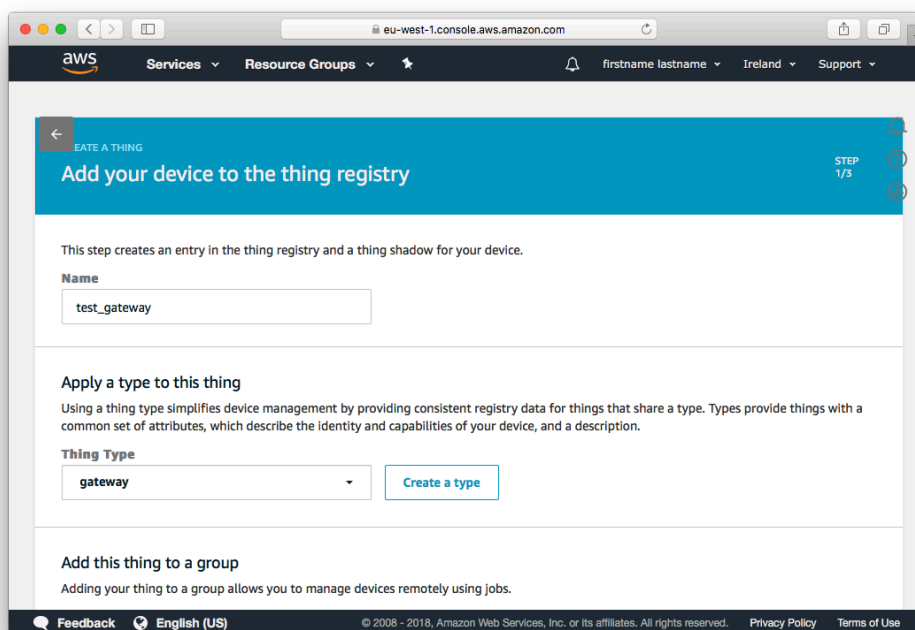 eu-west-1.console.aws.amazon.com
aws Services Resource Groups firstname lastname Ireland Support
EATE A THING
Add your device to the thing registry
STEP
1/3
This step creates an entry in the thing registry and a thing shadow for your device.
Name
test_gateway
Apply a type to this thing
Using a thing type simplifies device management by providing consistent registry data for things that share a type. Types provide things with a
common set of attributes, which describe the identity and capabilities of your device, and a description.
Thing Type
gateway Create a type
Add this thing to a group
Adding your thing to a group allows you to manage devices remotely using jobs.
Feedback English (US) © 2008 - 2018, Amazon Web Services, Inc. or its affiliates. All rights reserved. Privacy Policy Terms of Use